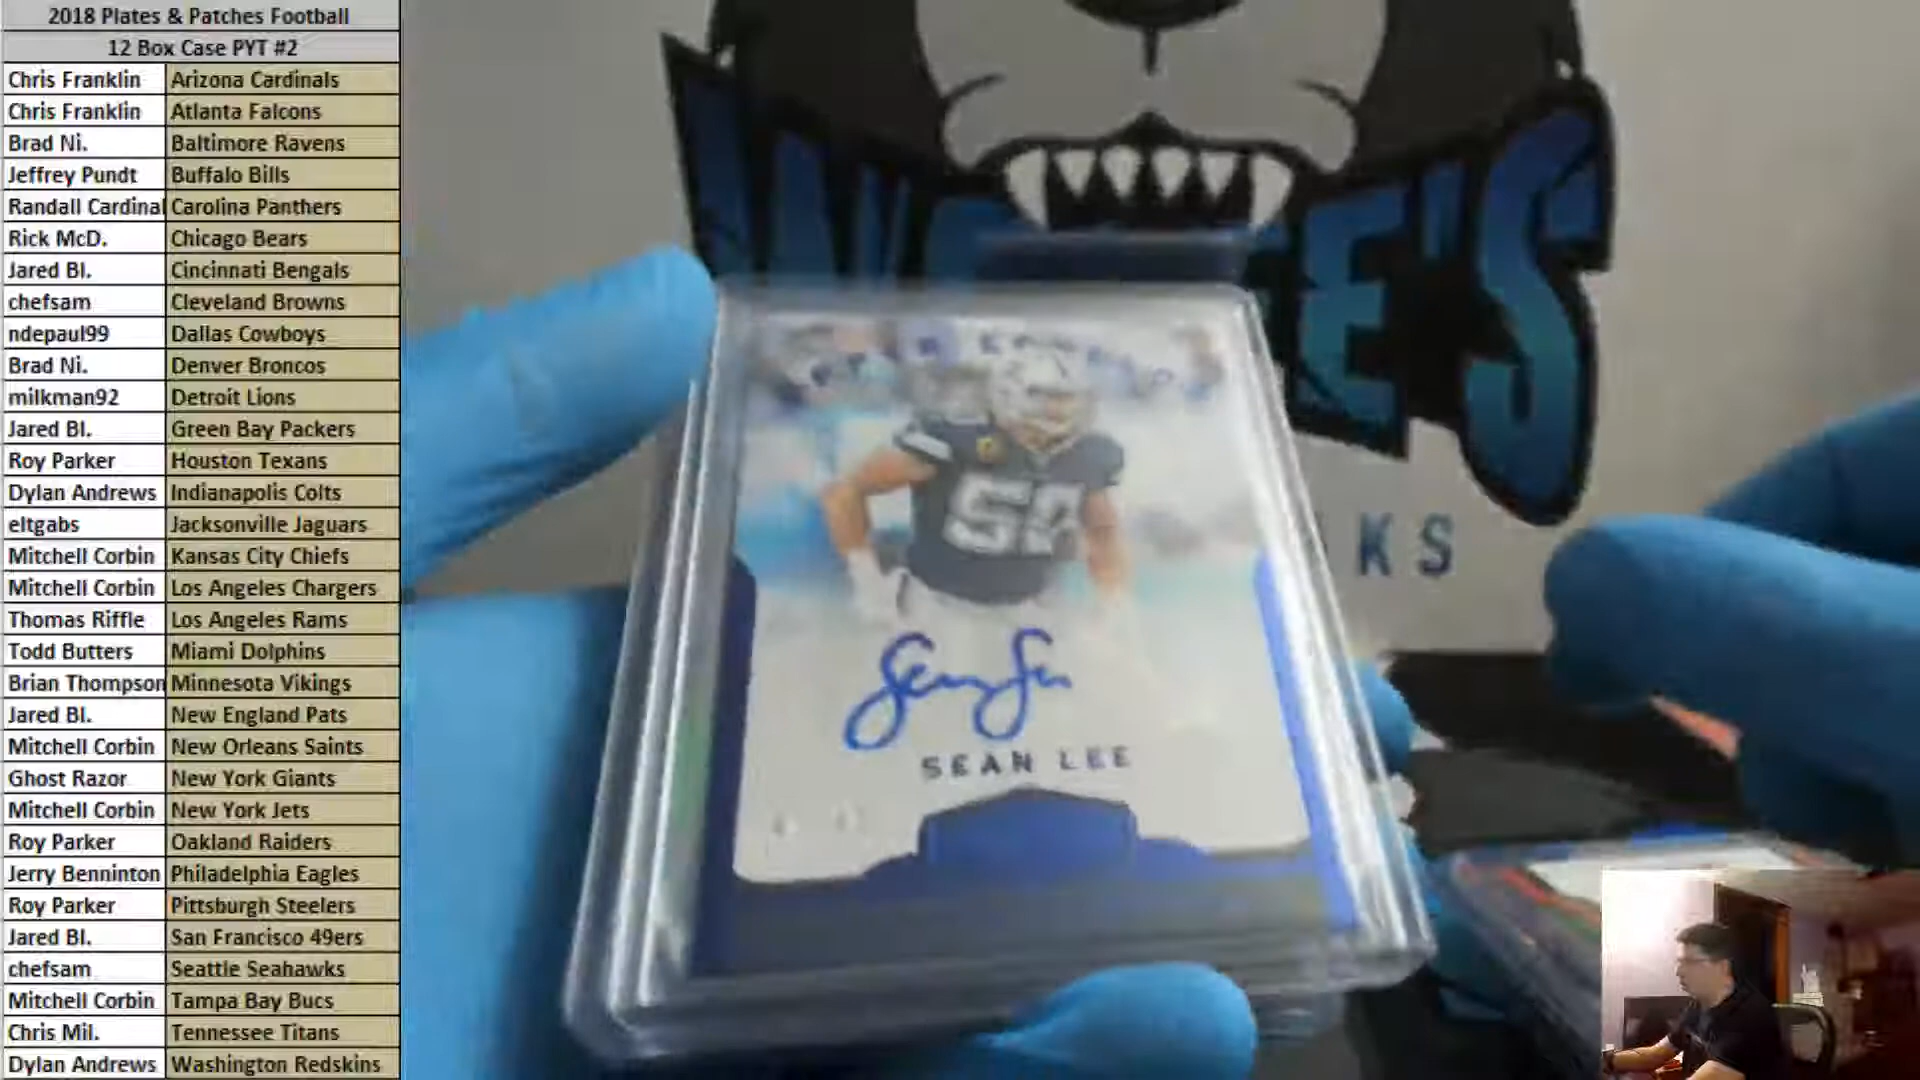 2018 Plates & Patches Football
12 Box Case PYT #2
Chris Franklin Arizona Cardinals
Chris Franklin Atlanta Falcons
Brad Ni. Baltimore Ravens
Jeffrey Pundt Buffalo Bills
Randall Cardinal Carolina Panthers
Rick McD. Chicago Bears
Jared Bl. Cincinnati Bengals
chefsam Cleveland Browns
ndepaul99 Dallas Cowboys
Brad Ni. Denver Broncos
milkman92 Detroit Lions
Jared Bl. Green Bay Packers
Roy Parker Houston Texans
Dylan Andrews Indianapolis Colts
eltgabs Jacksonville Jaguars
Mitchell Corbin Kansas City Chiefs
Mitchell Corbin Los Angeles Chargers
Thomas Riffle Los Angeles Rams
Todd Butters Miami Dolphins
Brian Thompson Minnesota Vikings
Jared Bl. New England Pats
Mitchell Corbin New Orleans Saints
Ghost Razor New York Giants
Mitchell Corbin New York Jets
Roy Parker Oakland Raiders
Jerry Benninton Philadelphia Eagles
Roy Parker Pittsburgh Steelers
Jared Bl. San Francisco 49ers
chefsam Seattle Seahawks
Mitchell Corbin Tampa Bay Bucs
Chris Mil. Tennessee Titans
Dylan Andrews Washington Redskins
E'S
KS
50
Sean Lee
SEAN LEE